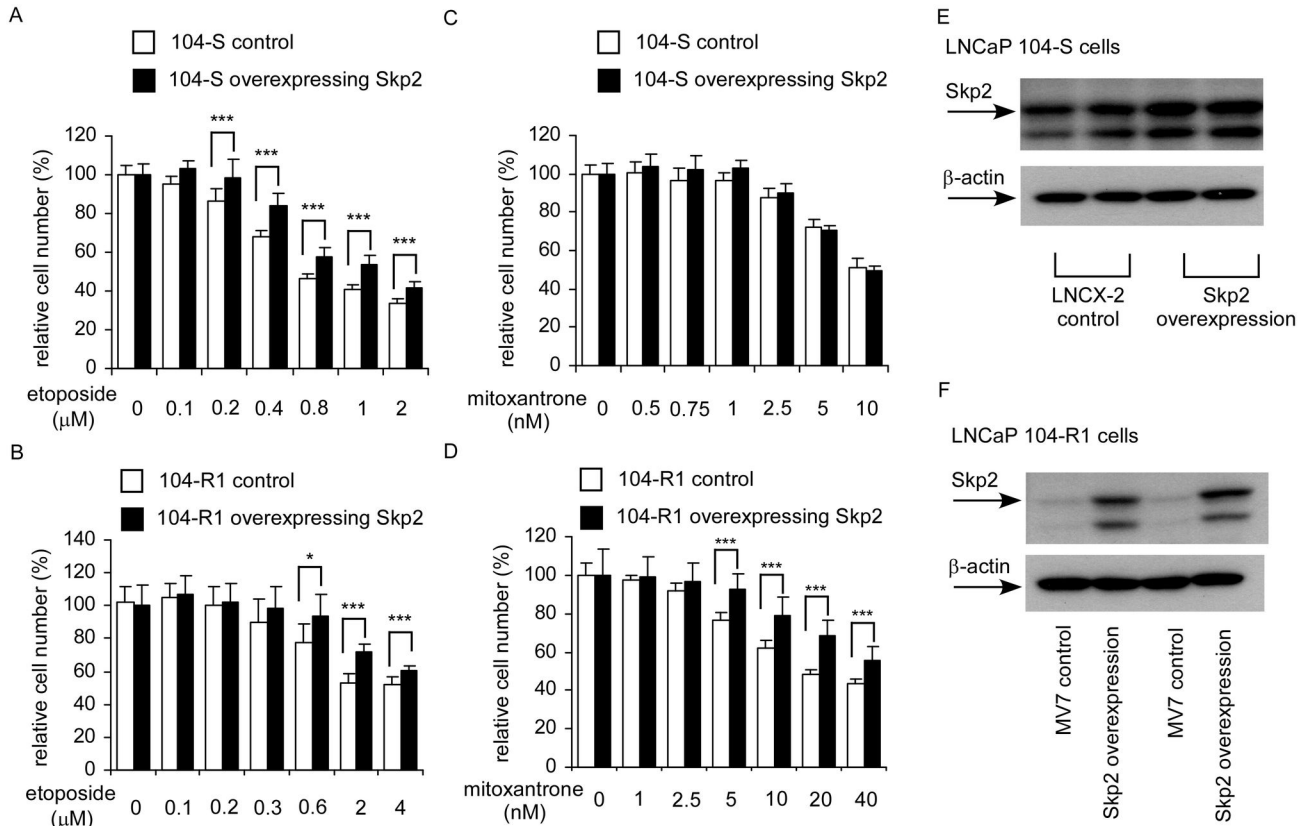 A
104-S control
104-S overexpressing Skp2
relative cell number (%)
120
100
80
60
40
20
0
*** *** *** *** ***
etoposide
(μM)
0 0.1 0.2 0.4 0.8 1 2
B
104-R1 control
104-R1 overexpressing Skp2
relative cell number (%)
120
100
80
60
40
20
0
* *** ***
etoposide
(μM)
0 0.1 0.2 0.3 0.6 2 4
C
104-S control
104-S overexpressing Skp2
relative cell number (%)
120
100
80
60
40
20
0
mitoxantrone
(nM)
0 0.5 0.75 1 2.5 5 10
D
104-R1 control
104-R1 overexpressing Skp2
relative cell number (%)
120
100
80
60
40
20
0
*** *** *** ***
mitoxantrone
(nM)
0 1 2.5 5 10 20 40
E
LNCaP 104-S cells
Skp2
β-actin
LNCX-2
control
Skp2
overexpression
F
LNCaP 104-R1 cells
Skp2
β-actin
MV7 control
Skp2 overexpression
MV7 control
Skp2 overexpression